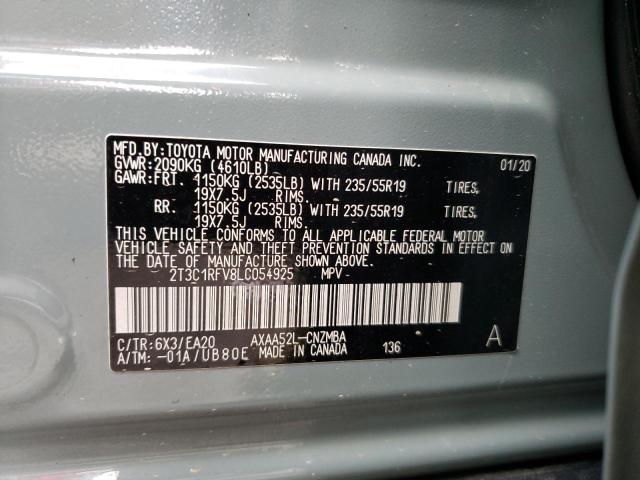 MFD.BY:TOYOTA MOTOR MANUFACTURING CANADA INC. 01/20
GVWR:2090KG (4610LB)
GAWR:FRT. 1150KG (2535LB) WITH 235/55R19 TIRES,
19X7.5J RIMS.
RR. 1150KG (2535LB) WITH 235/55R19 TIRES,
19X7.5J RIMS.
THIS VEHICLE CONFORMS TO ALL APPLICABLE FEDERAL MOTOR
VEHICLE SAFETY AND THEFT PREVENTION STANDARDS IN EFFECT ON
THE DATE OF MANUFACTURE SHOWN ABOVE.
2T3C1RFV8LC054925 MPV
C/TR:6X3/EA20 AXAA52L-CNZMBA A
A/TM:-01A/UB80E MADE IN CANADA 136